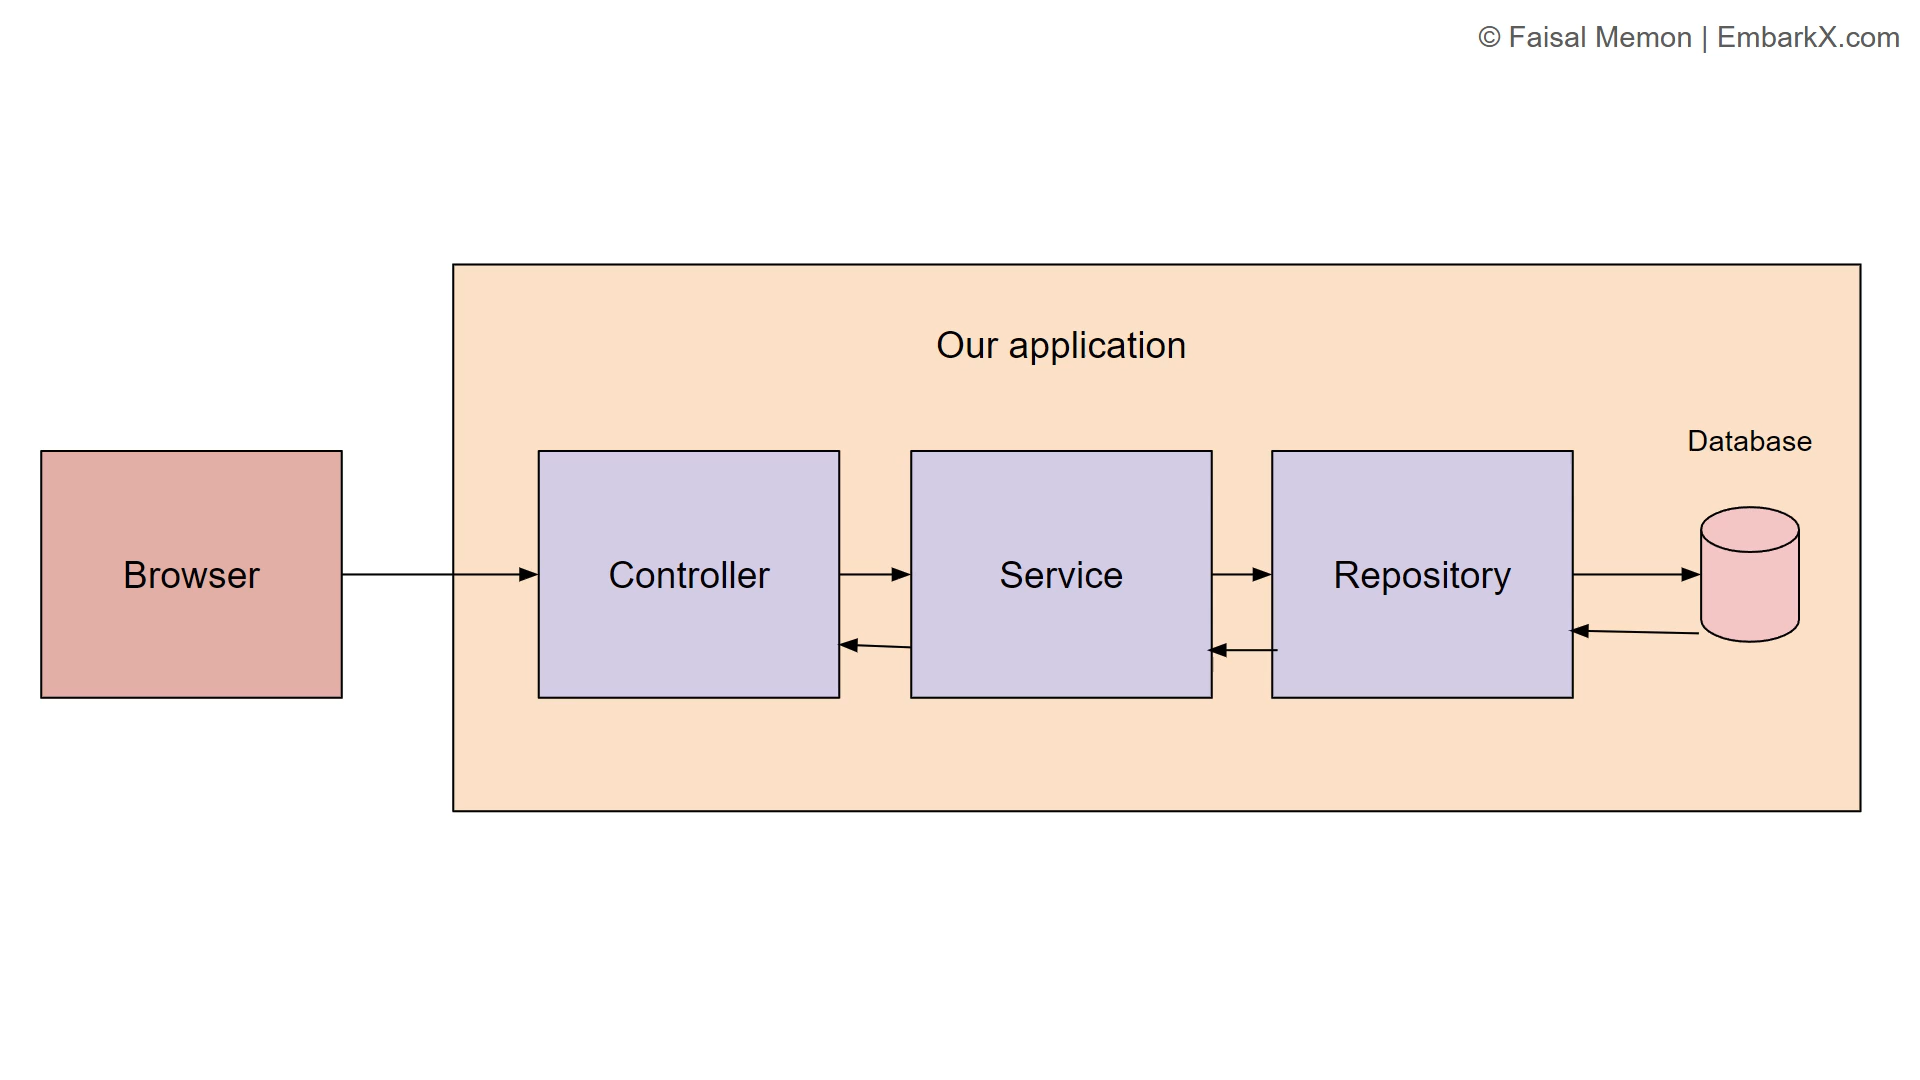 © Faisal Memon | EmbarkX.com
Our application
Database
Browser
Controller
Service
Repository